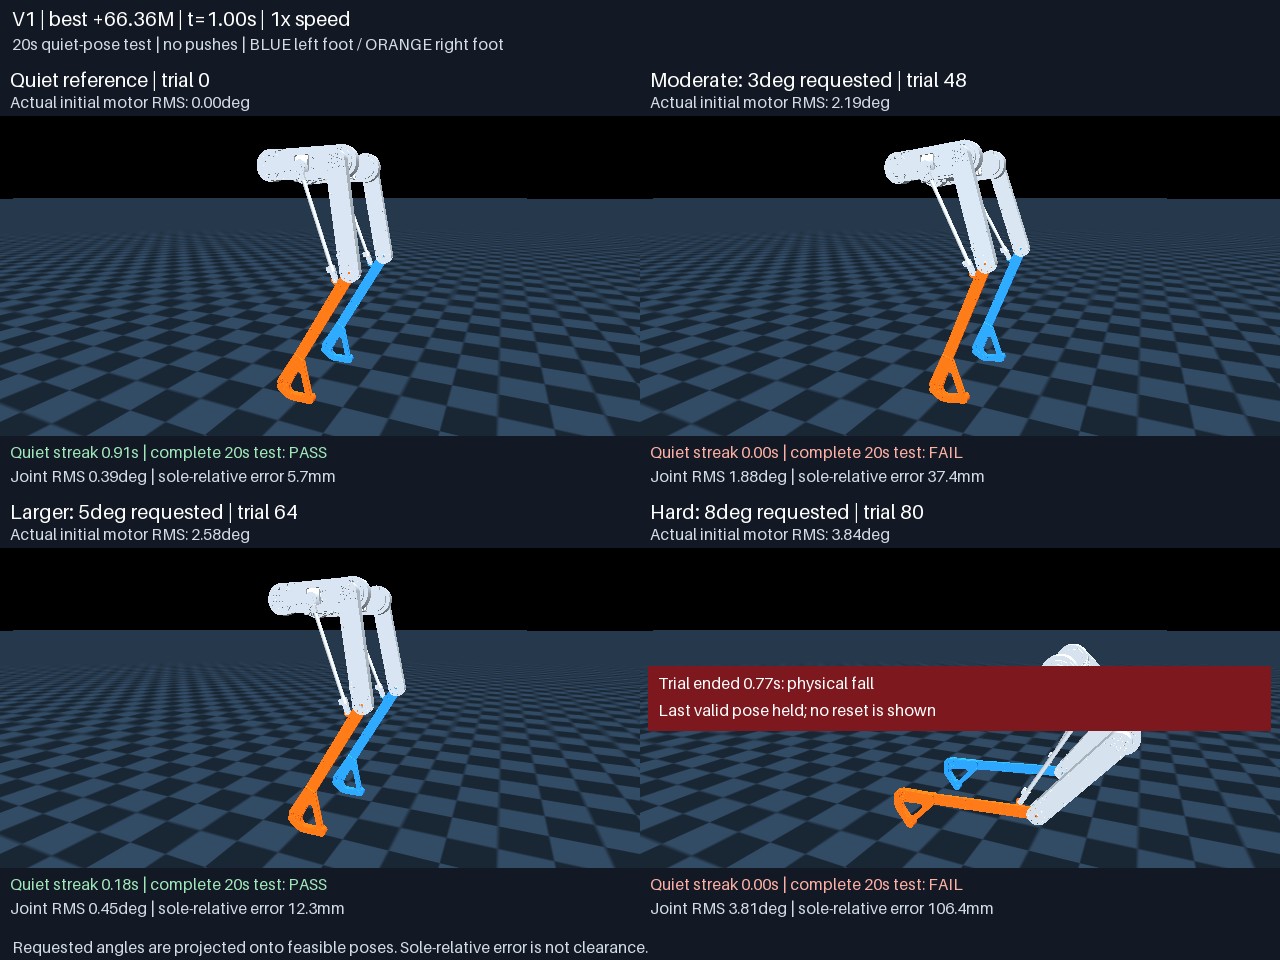 V1 | best +66.36M | t=1.00s | 1x speed
20s quiet-pose test | no pushes | BLUE left foot / ORANGE right foot
Quiet reference | trial 0
Actual initial motor RMS: 0.00deg
Moderate: 3deg requested | trial 48
Actual initial motor RMS: 2.19deg
Quiet streak 0.91s | complete 20s test: PASS
Joint RMS 0.39deg | sole-relative error 5.7mm
Quiet streak 0.00s | complete 20s test: FAIL
Joint RMS 1.88deg | sole-relative error 37.4mm
Larger: 5deg requested | trial 64
Actual initial motor RMS: 2.58deg
Hard: 8deg requested | trial 80
Actual initial motor RMS: 3.84deg
Trial ended 0.77s: physical fall
Last valid pose held; no reset is shown
Quiet streak 0.18s | complete 20s test: PASS
Joint RMS 0.45deg | sole-relative error 12.3mm
Quiet streak 0.00s | complete 20s test: FAIL
Joint RMS 3.81deg | sole-relative error 106.4mm
Requested angles are projected onto feasible poses. Sole-relative error is not clearance.